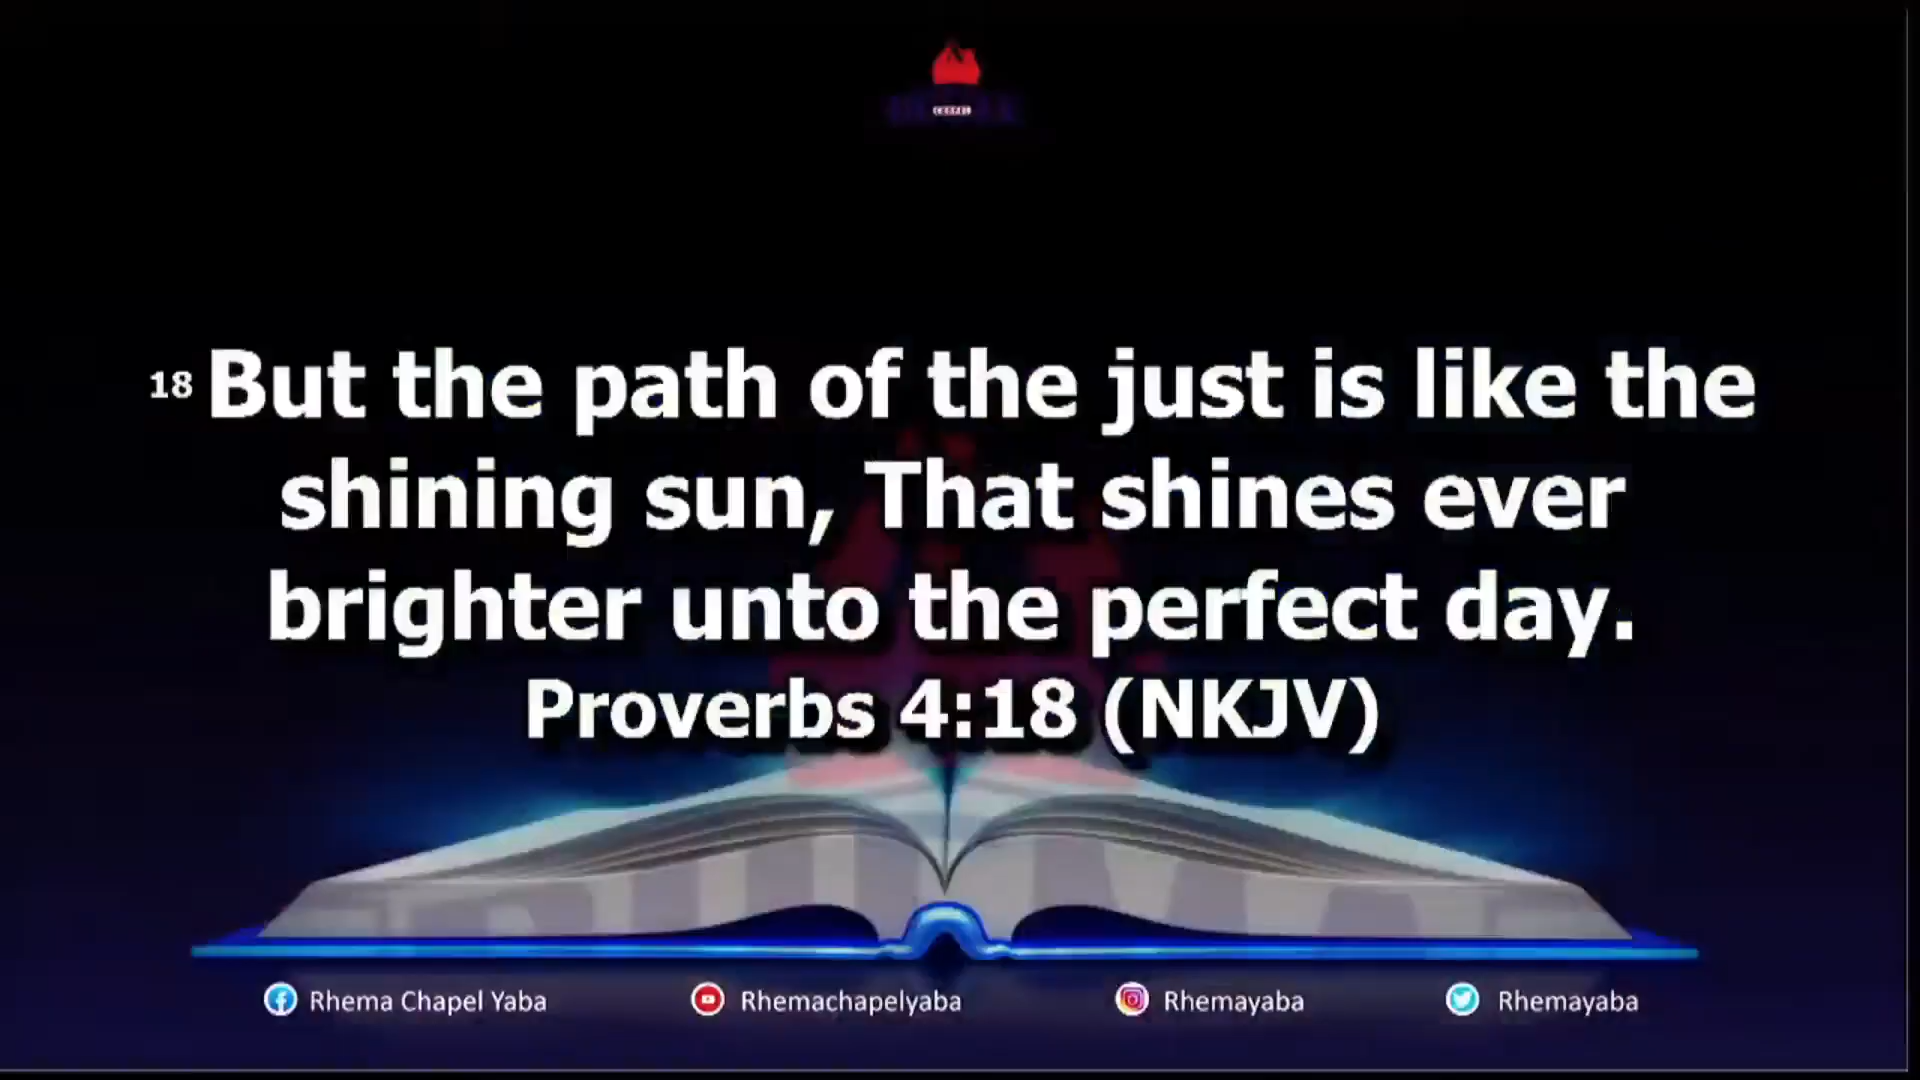 CHAPEL
18 But the path of the just is like the
shining sun, That shines ever
brighter unto the perfect day.
Proverbs 4:18 (NKJV)
Rhema Chapel Yaba Rhemachapelyaba Rhemayaba Rhemayaba